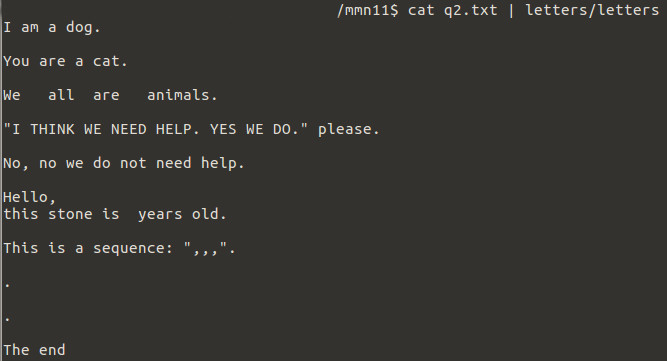 /mmn11$ cat q2.txt | letters/letters
I am a dog.

You are a cat.

We   all  are   animals.

"I THINK WE NEED HELP. YES WE DO." please.

No, no we do not need help.

Hello,
this stone is  years old.

This is a sequence: ",,,".

.

.

The end